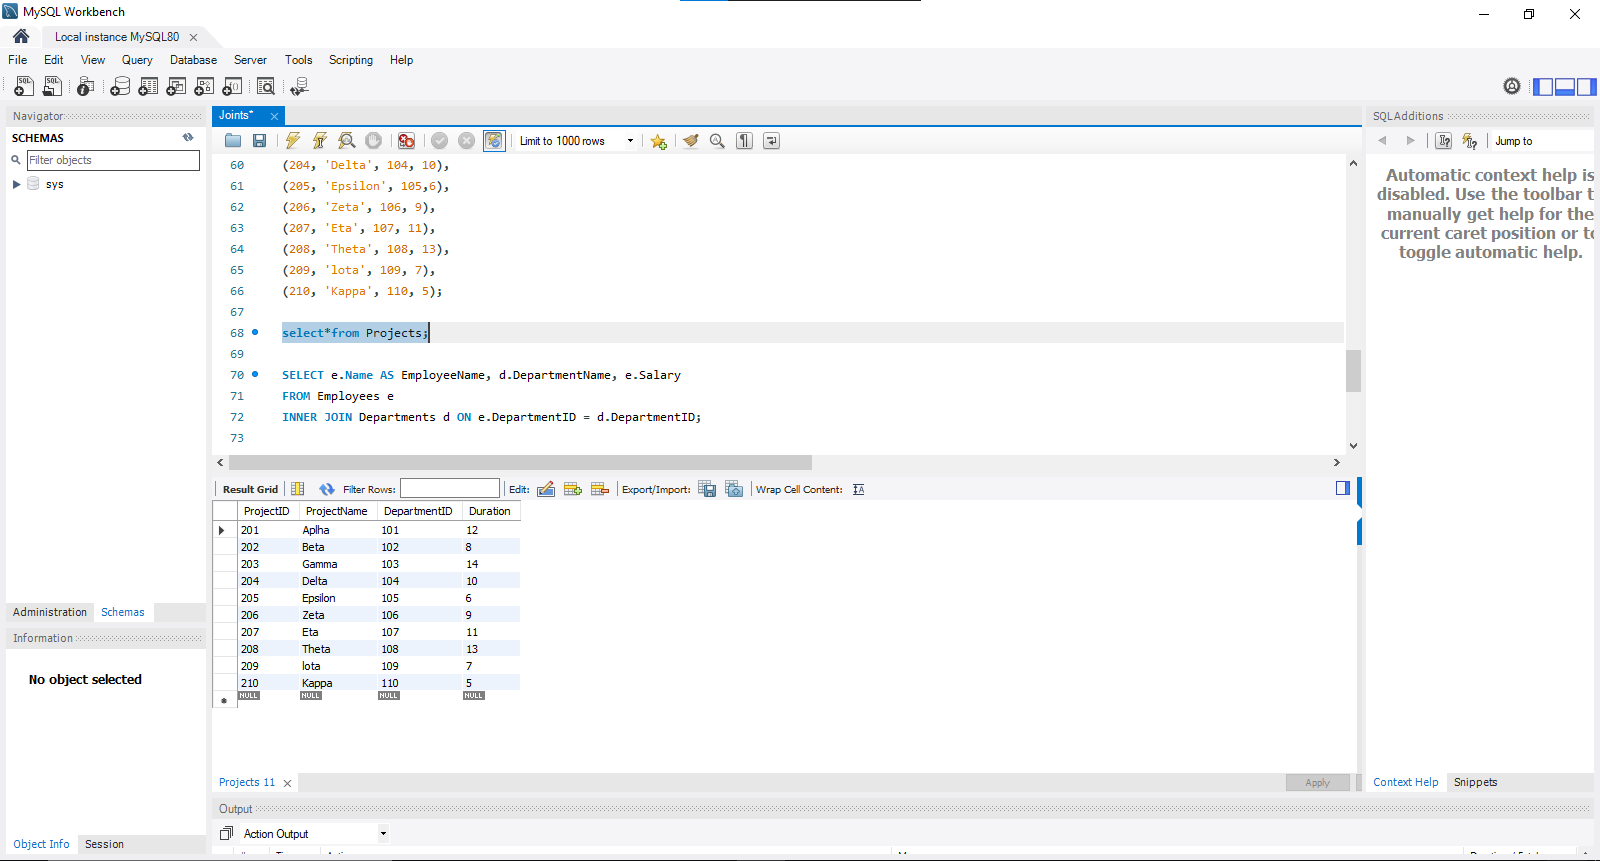 MySQL Workbench
Local instance MySQL80
File Edit View Query Database Server Tools Scripting Help
Navigator
SCHEMAS
Filter objects
sys
Administration Schemas
Information
No object selected
Object Info Session
Joints*
Limit to 1000 rows
60 (204, 'Delta', 104, 10),
61 (205, 'Epsilon', 105,6),
62 (206, 'Zeta', 106, 9),
63 (207, 'Eta', 107, 11),
64 (208, 'Theta', 108, 13),
65 (209, 'lota', 109, 7),
66 (210, 'Kappa', 110, 5);
67
68 select*from Projects;
69
70 SELECT e.Name AS EmployeeName, d.DepartmentName, e.Salary
71 FROM Employees e
72 INNER JOIN Departments d ON e.DepartmentID = d.DepartmentID;
73
Result Grid Filter Rows: Edit: Export/Import: Wrap Cell Content:
ProjectID ProjectName DepartmentID Duration
201 Aplha 101 12
202 Beta 102 8
203 Gamma 103 14
204 Delta 104 10
205 Epsilon 105 6
206 Zeta 106 9
207 Eta 107 11
208 Theta 108 13
209 lota 109 7
210 Kappa 110 5
NULL NULL NULL NULL
Projects 11
Apply
Output
Action Output
SQLAdditions
Jump to
Automatic context help is
disabled. Use the toolbar t
manually get help for the
current caret position or to
toggle automatic help.
Context Help Snippets